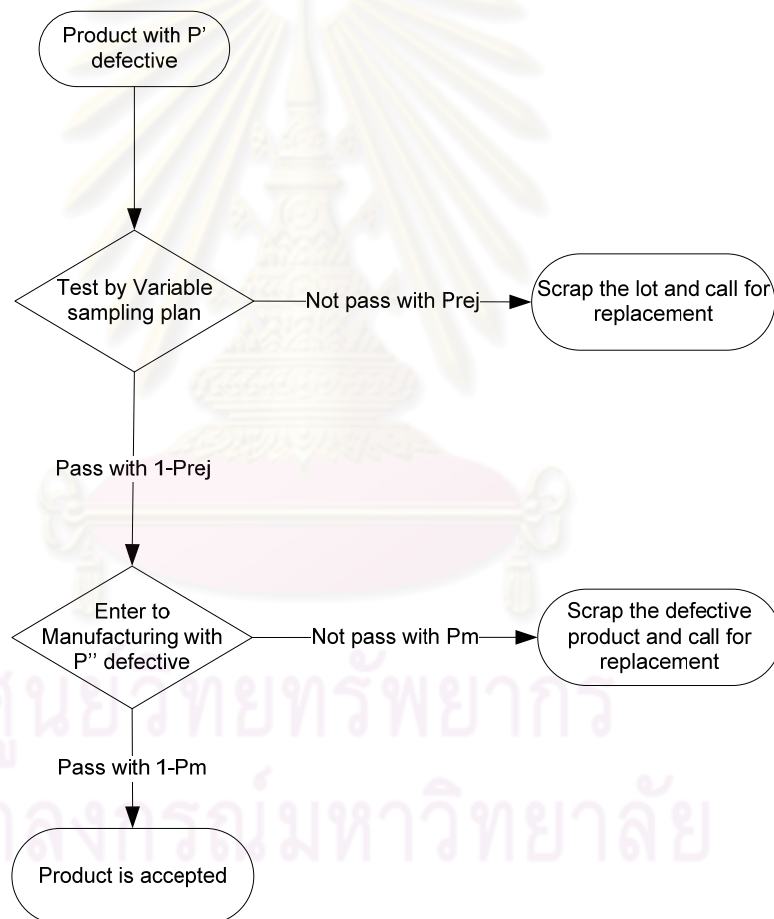 Product with P'
defective
Test by Variable
sampling plan
Not pass with Prej
Scrap the lot and call for
replacement
Pass with 1-Prej
Enter to
Manufacturing with
P'' defective
Not pass with Pm
Scrap the defective
product and call for
replacement
Pass with 1-Pm
ศูนย์วิทยทรัพยากร
ลงกรณ์มหาวิทยาลัย
Product is accepted